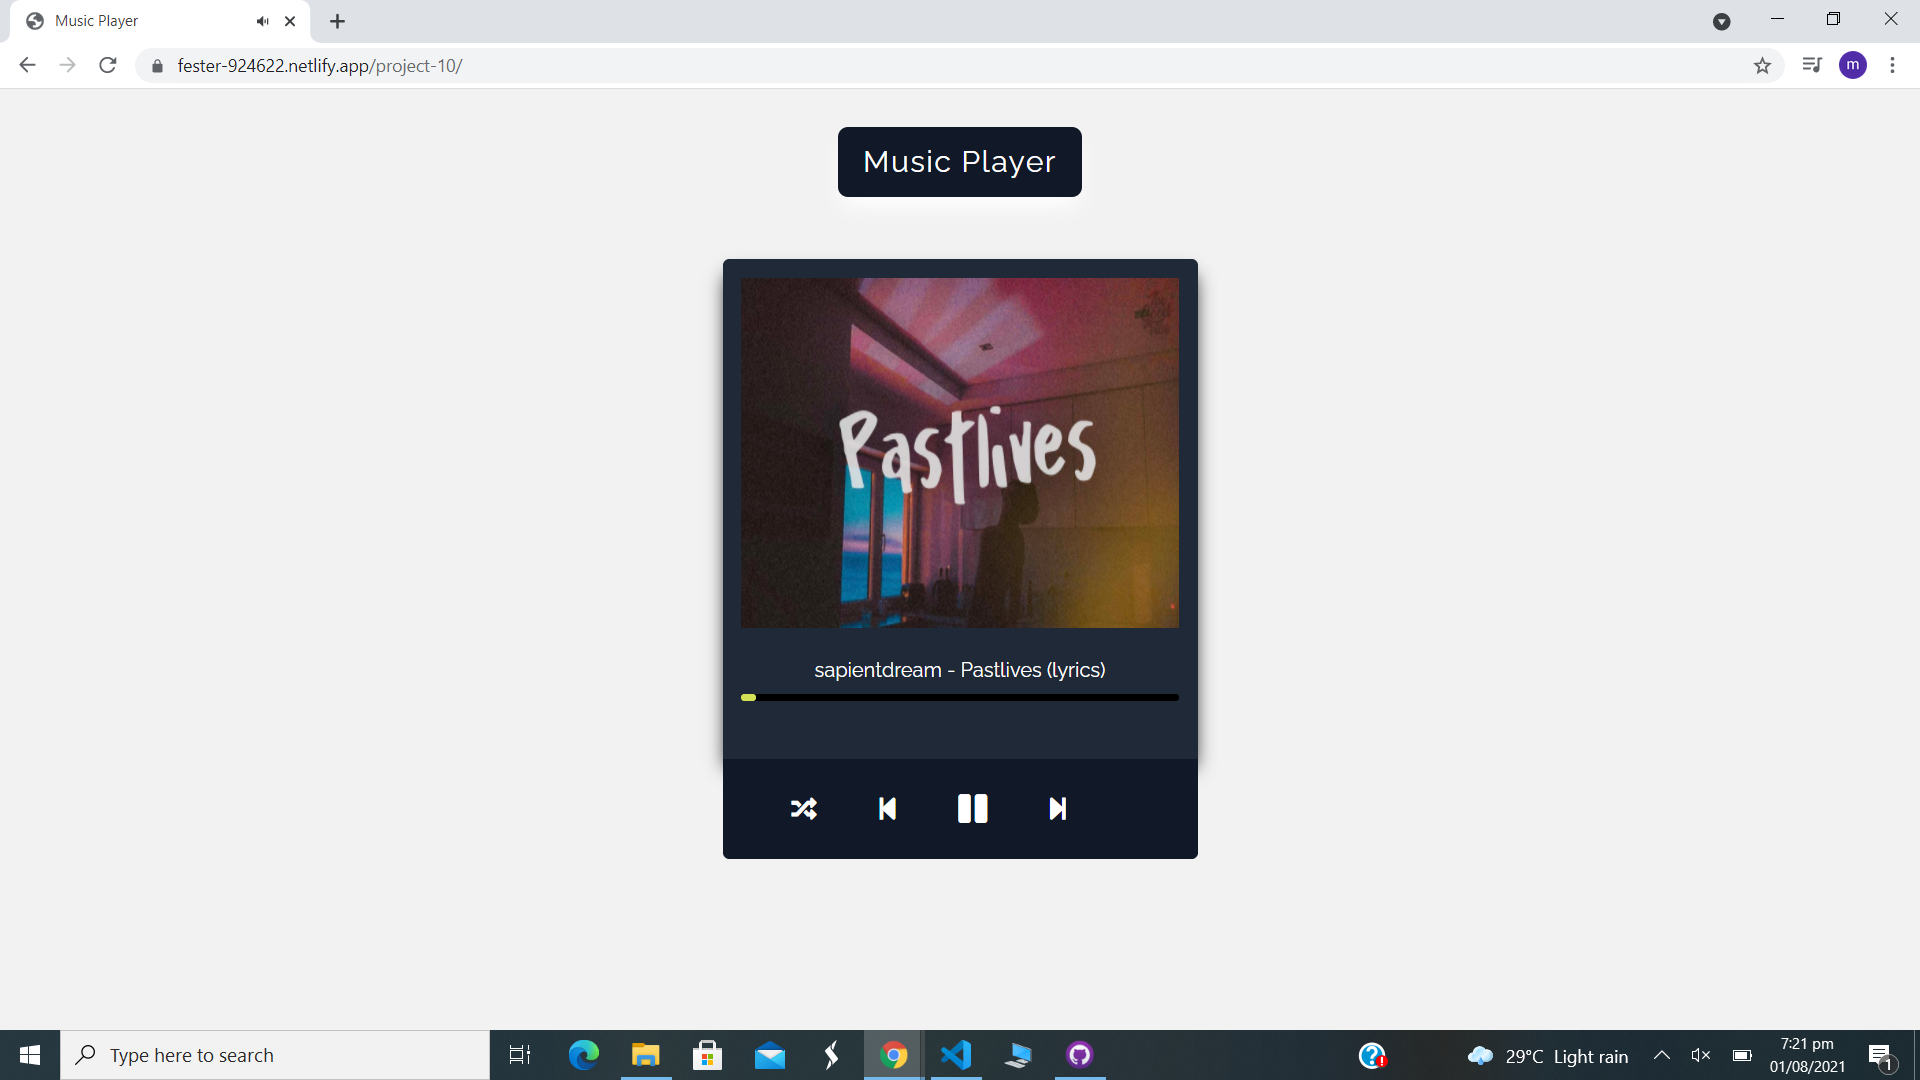 Music Player
fester-924622.netlify.app/project-10/
m
Music Player
Pastlives
sapientdream - Pastlives (lyrics)
Type here to search
29°C Light rain
7:21 pm
01/08/2021
1